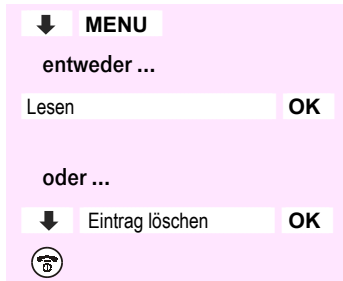 MENU
entweder ...
Lesen OK
oder ...
Eintrag löschen OK